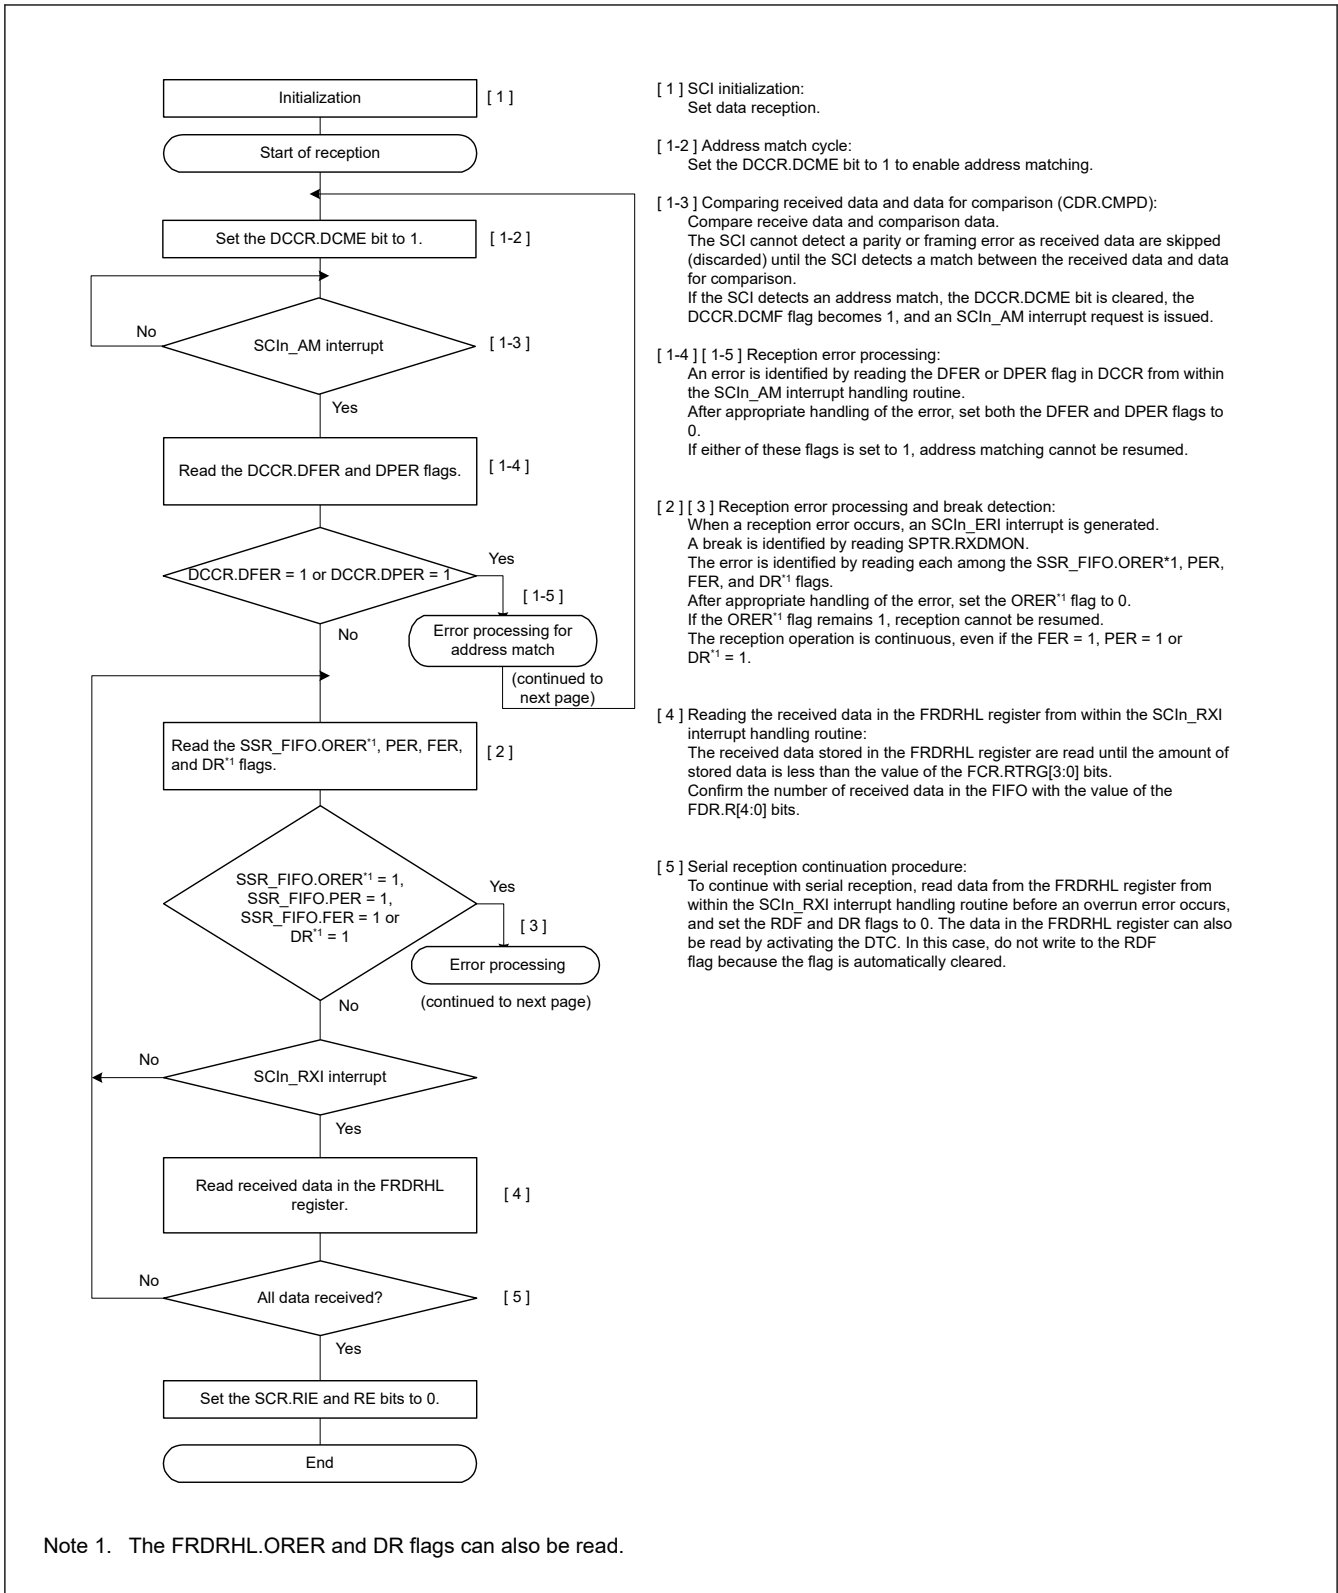 Initialization
[ 1 ]
Start of reception
Set the DCCR.DCME bit to 1.
[ 1-2 ]
No
SCIn_AM interrupt
[ 1-3 ]
Yes
Read the DCCR.DFER and DPER flags.
[ 1-4 ]
DCCR.DFER = 1 or DCCR.DPER = 1
Yes
[ 1-5 ]
No
Error processing for
address match
(continued to
next page)
Read the SSR_FIFO.ORER*1, PER, FER,
and DR*1 flags.
[ 2 ]
SSR_FIFO.ORER*1 = 1,
SSR_FIFO.PER = 1,
SSR_FIFO.FER = 1 or
DR*1 = 1
Yes
[ 3 ]
Error processing
(continued to next page)
No
No
SCIn_RXI interrupt
Yes
Read received data in the FRDRHL
register.
[ 4 ]
No
All data received?
[ 5 ]
Yes
Set the SCR.RIE and RE bits to 0.
End
[ 1 ] SCI initialization:
Set data reception.
[ 1-2 ] Address match cycle:
Set the DCCR.DCME bit to 1 to enable address matching.
[ 1-3 ] Comparing received data and data for comparison (CDR.CMPD):
Compare receive data and comparison data.
The SCI cannot detect a parity or framing error as received data are skipped
(discarded) until the SCI detects a match between the received data and data
for comparison.
If the SCI detects an address match, the DCCR.DCME bit is cleared, the
DCCR.DCMF flag becomes 1, and an SCIn_AM interrupt request is issued.
[ 1-4 ] [ 1-5 ] Reception error processing:
An error is identified by reading the DFER or DPER flag in DCCR from within
the SCIn_AM interrupt handling routine.
After appropriate handling of the error, set both the DFER and DPER flags to
0.
If either of these flags is set to 1, address matching cannot be resumed.
[ 2 ] [ 3 ] Reception error processing and break detection:
When a reception error occurs, an SCIn_ERI interrupt is generated.
A break is identified by reading SPTR.RXDMON.
The error is identified by reading each among the SSR_FIFO.ORER*1, PER,
FER, and DR*1 flags.
After appropriate handling of the error, set the ORER*1 flag to 0.
If the ORER*1 flag remains 1, reception cannot be resumed.
The reception operation is continuous, even if the FER = 1, PER = 1 or
DR*1 = 1.
[ 4 ] Reading the received data in the FRDRHL register from within the SCIn_RXI
interrupt handling routine:
The received data stored in the FRDRHL register are read until the amount of
stored data is less than the value of the FCR.RTRG[3:0] bits.
Confirm the number of received data in the FIFO with the value of the
FDR.R[4:0] bits.
[ 5 ] Serial reception continuation procedure:
To continue with serial reception, read data from the FRDRHL register from
within the SCIn_RXI interrupt handling routine before an overrun error occurs,
and set the RDF and DR flags to 0. The data in the FRDRHL register can also
be read by activating the DTC. In this case, do not write to the RDF
flag because the flag is automatically cleared.
Note 1. The FRDRHL.ORER and DR flags can also be read.